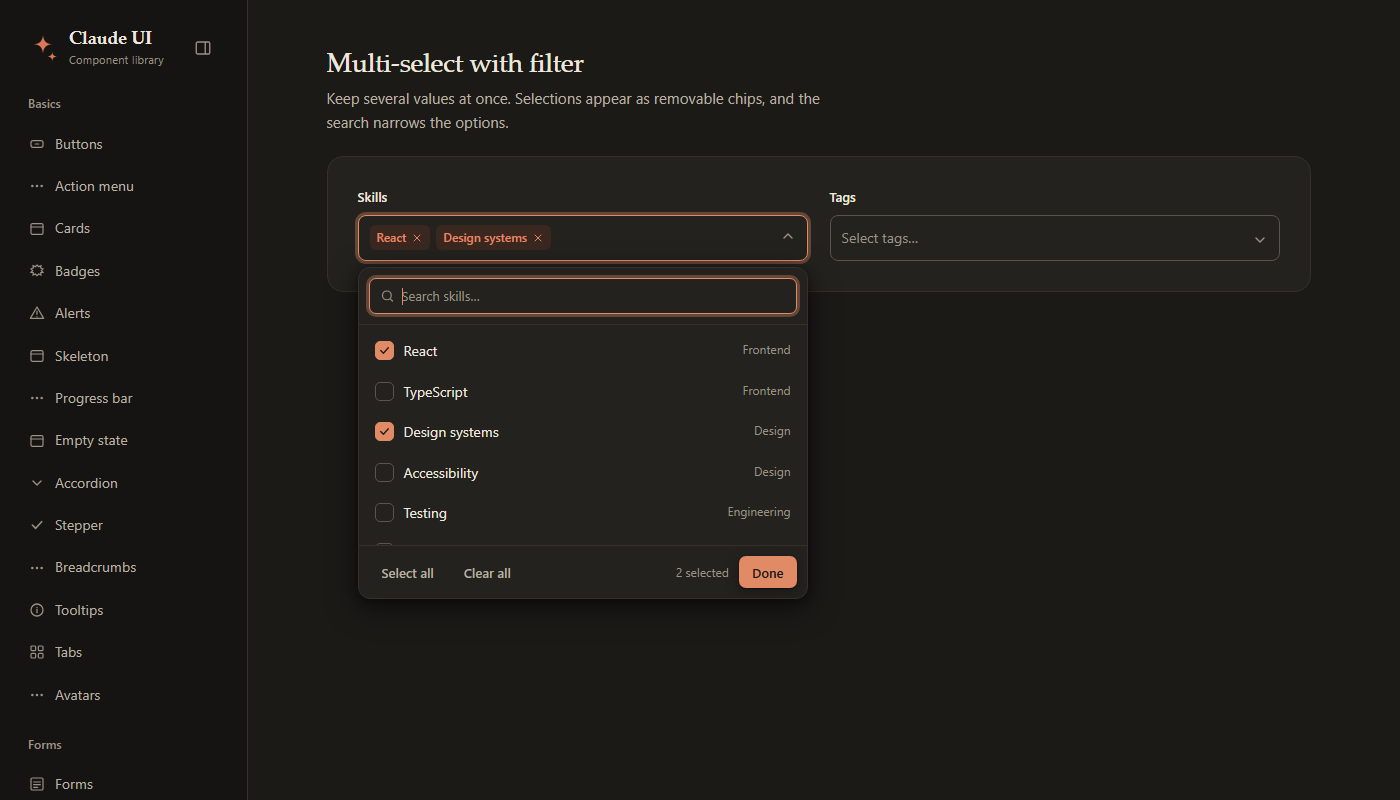 Claude UI
Component library
Basics
Buttons
Action menu
Cards
Badges
Alerts
Skeleton
Progress bar
Empty state
Accordion
Stepper
Breadcrumbs
Tooltips
Tabs
Avatars
Forms
Forms
Multi-select with filter
Keep several values at once. Selections appear as removable chips, and the
search narrows the options.
Skills
React
Design systems
Tags
Select tags...
Search skills...
React Frontend
TypeScript Frontend
Design systems Design
Accessibility Design
Testing Engineering
Select all Clear all 2 selected Done